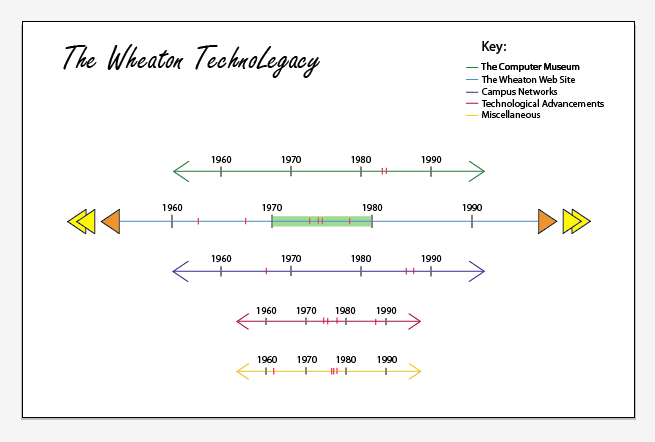 The Wheaton TechnoLegacy
Key:
The Computer Museum
The Wheaton Web Site
Campus Networks
Technological Advancements
Miscellaneous
1960 1970 1980 1990
1960 1970 1980 1990
1960 1970 1980 1990
1960 1970 1980 1990
1960 1970 1980 1990